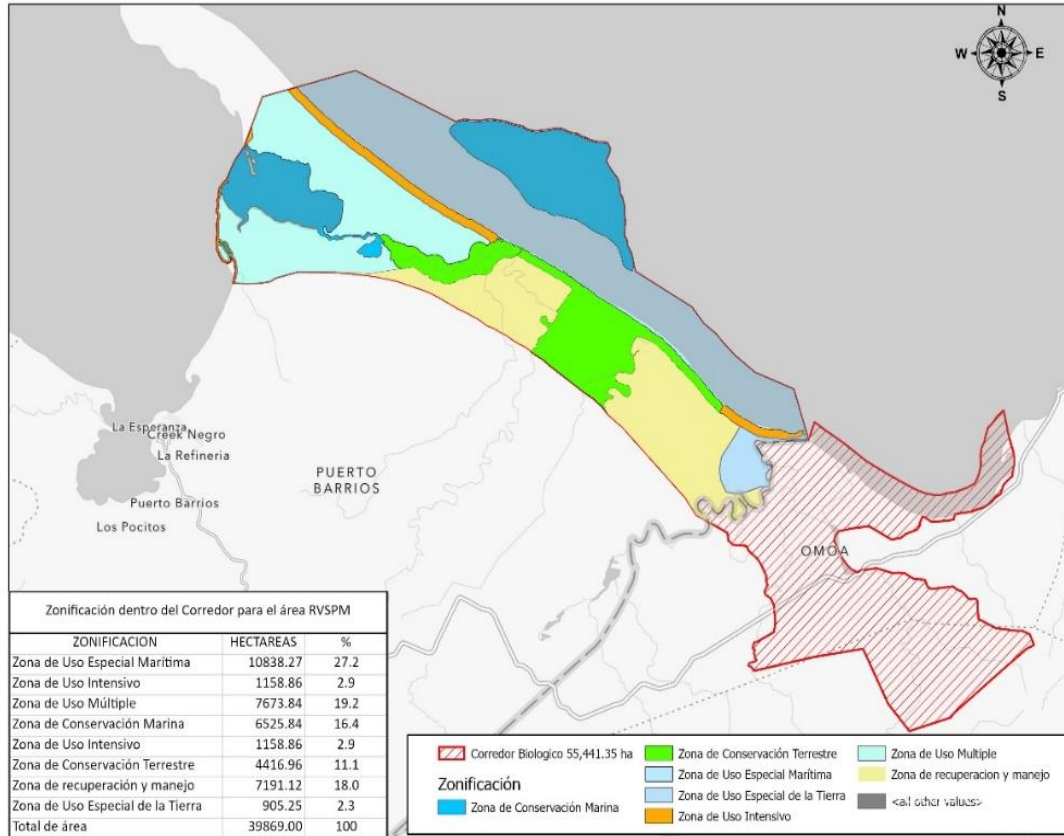 N
W E
S
La Esperanza
Creek Negro
La Refineria
PUERTO
BARRIOS
Puerto Barrios
Los Pocitos
OMOA
Zonificación dentro del Corredor para el área RVSPM
ZONIFICACION HECTAREAS %
Zona de Uso Especial Marítima 10838.27 27.2
Zona de Uso Intensivo 1158.86 2.9
Zona de Uso Múltiple 7673.84 19.2
Zona de Conservación Marina 6525.84 16.4
Zona de Uso Intensivo 1158.86 2.9
Zona de Conservación Terrestre 4416.96 11.1
Zona de recuperación y manejo 7191.12 18.0
Zona de Uso Especial de la Tierra 905.25 2.3
Total de área 39869.00 100
Corredor Biologico 55,441.35 ha
Zonificación
Zona de Conservación Marina
Zona de Conservación Terrestre
Zona de Uso Especial Marítima
Zona de Uso Especial de la Tierra
Zona de Uso Intensivo
Zona de Uso Multiple
Zona de recuperacion y manejo
<all other values>